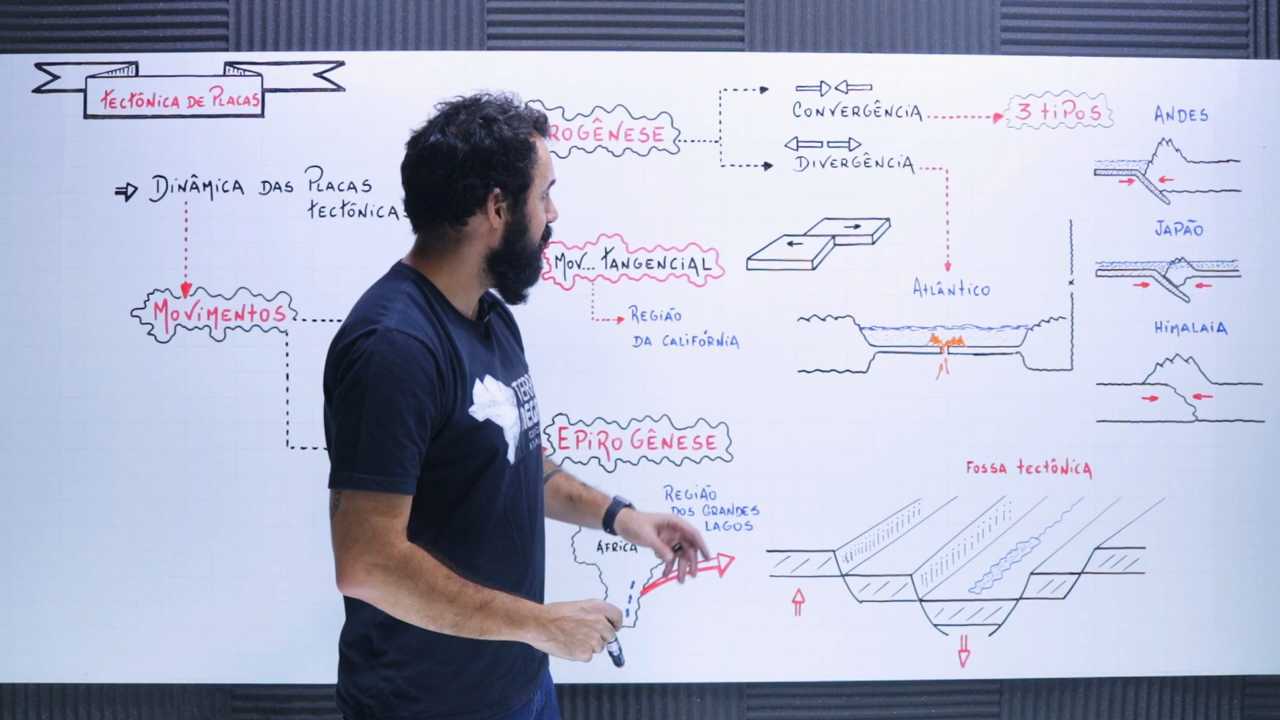 TECTÔNICA DE PLACAS
DINÂMICA DAS PLACAS
TECTÔNICAS
MOVIMENTOS
ROGÊNESE
CONVERGÊNCIA
DIVERGÊNCIA
3 TIPOS
ANDES
JAPÃO
HIMALAIA
MOV... TANGENCIAL
REGIÃO
DA CALIFÓRNIA
ATLÂNTICO
EPIROGÊNESE
REGIÃO
DOS GRANDES
LAGOS
ÁFRICA
FOSSA TECTÔNICA